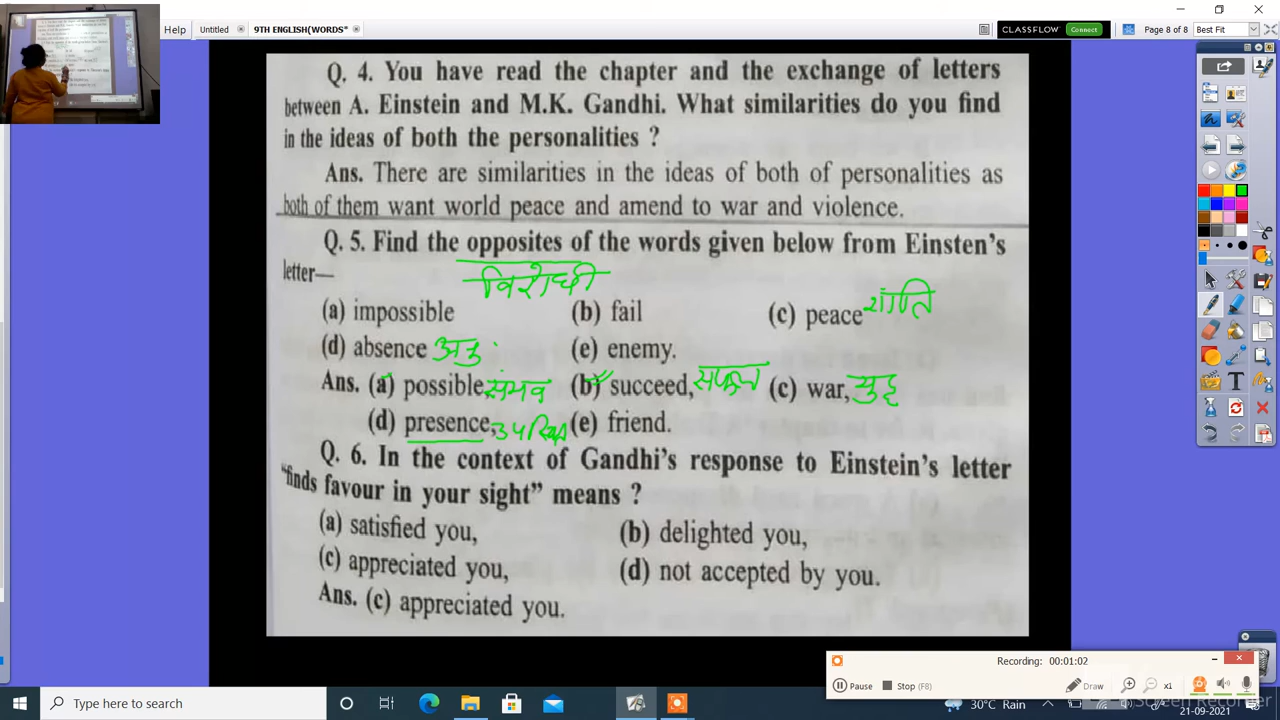 Help
Untitled
9TH ENGLISH(WORDS*
CLASSFLOW
Connect
Page 8 of 8
Best Fit
Q. 4. You have read the chapter and the exchange of letters
between A. Einstein and M.K. Gandhi. What similarities do you find
in the ideas of both the personalities ?
Ans. There are similarities in the ideas of both of personalities as
both of them want world peace and amend to war and violence.
Q. 5. Find the opposites of the words given below from Einsten's
letter—
विरोधी
(a) impossible (b) fail (c) peace शांति
(d) absence अनु (e) enemy.
Ans. (a) possible, संभव (b) succeed, सफल (c) war, युद्ध
(d) presence, (e) friend.
Q. 6. In the context of Gandhi's response to Einstein's letter
"finds favour in your sight" means ?
(a) satisfied you, (b) delighted you,
(c) appreciated you, (d) not accepted by you.
Ans. (c) appreciated you.
Recording: 00:01:02
Pause Stop (F8) Draw x1
Type here to search
30°C Rain
21-09-2021
Screen Recorder